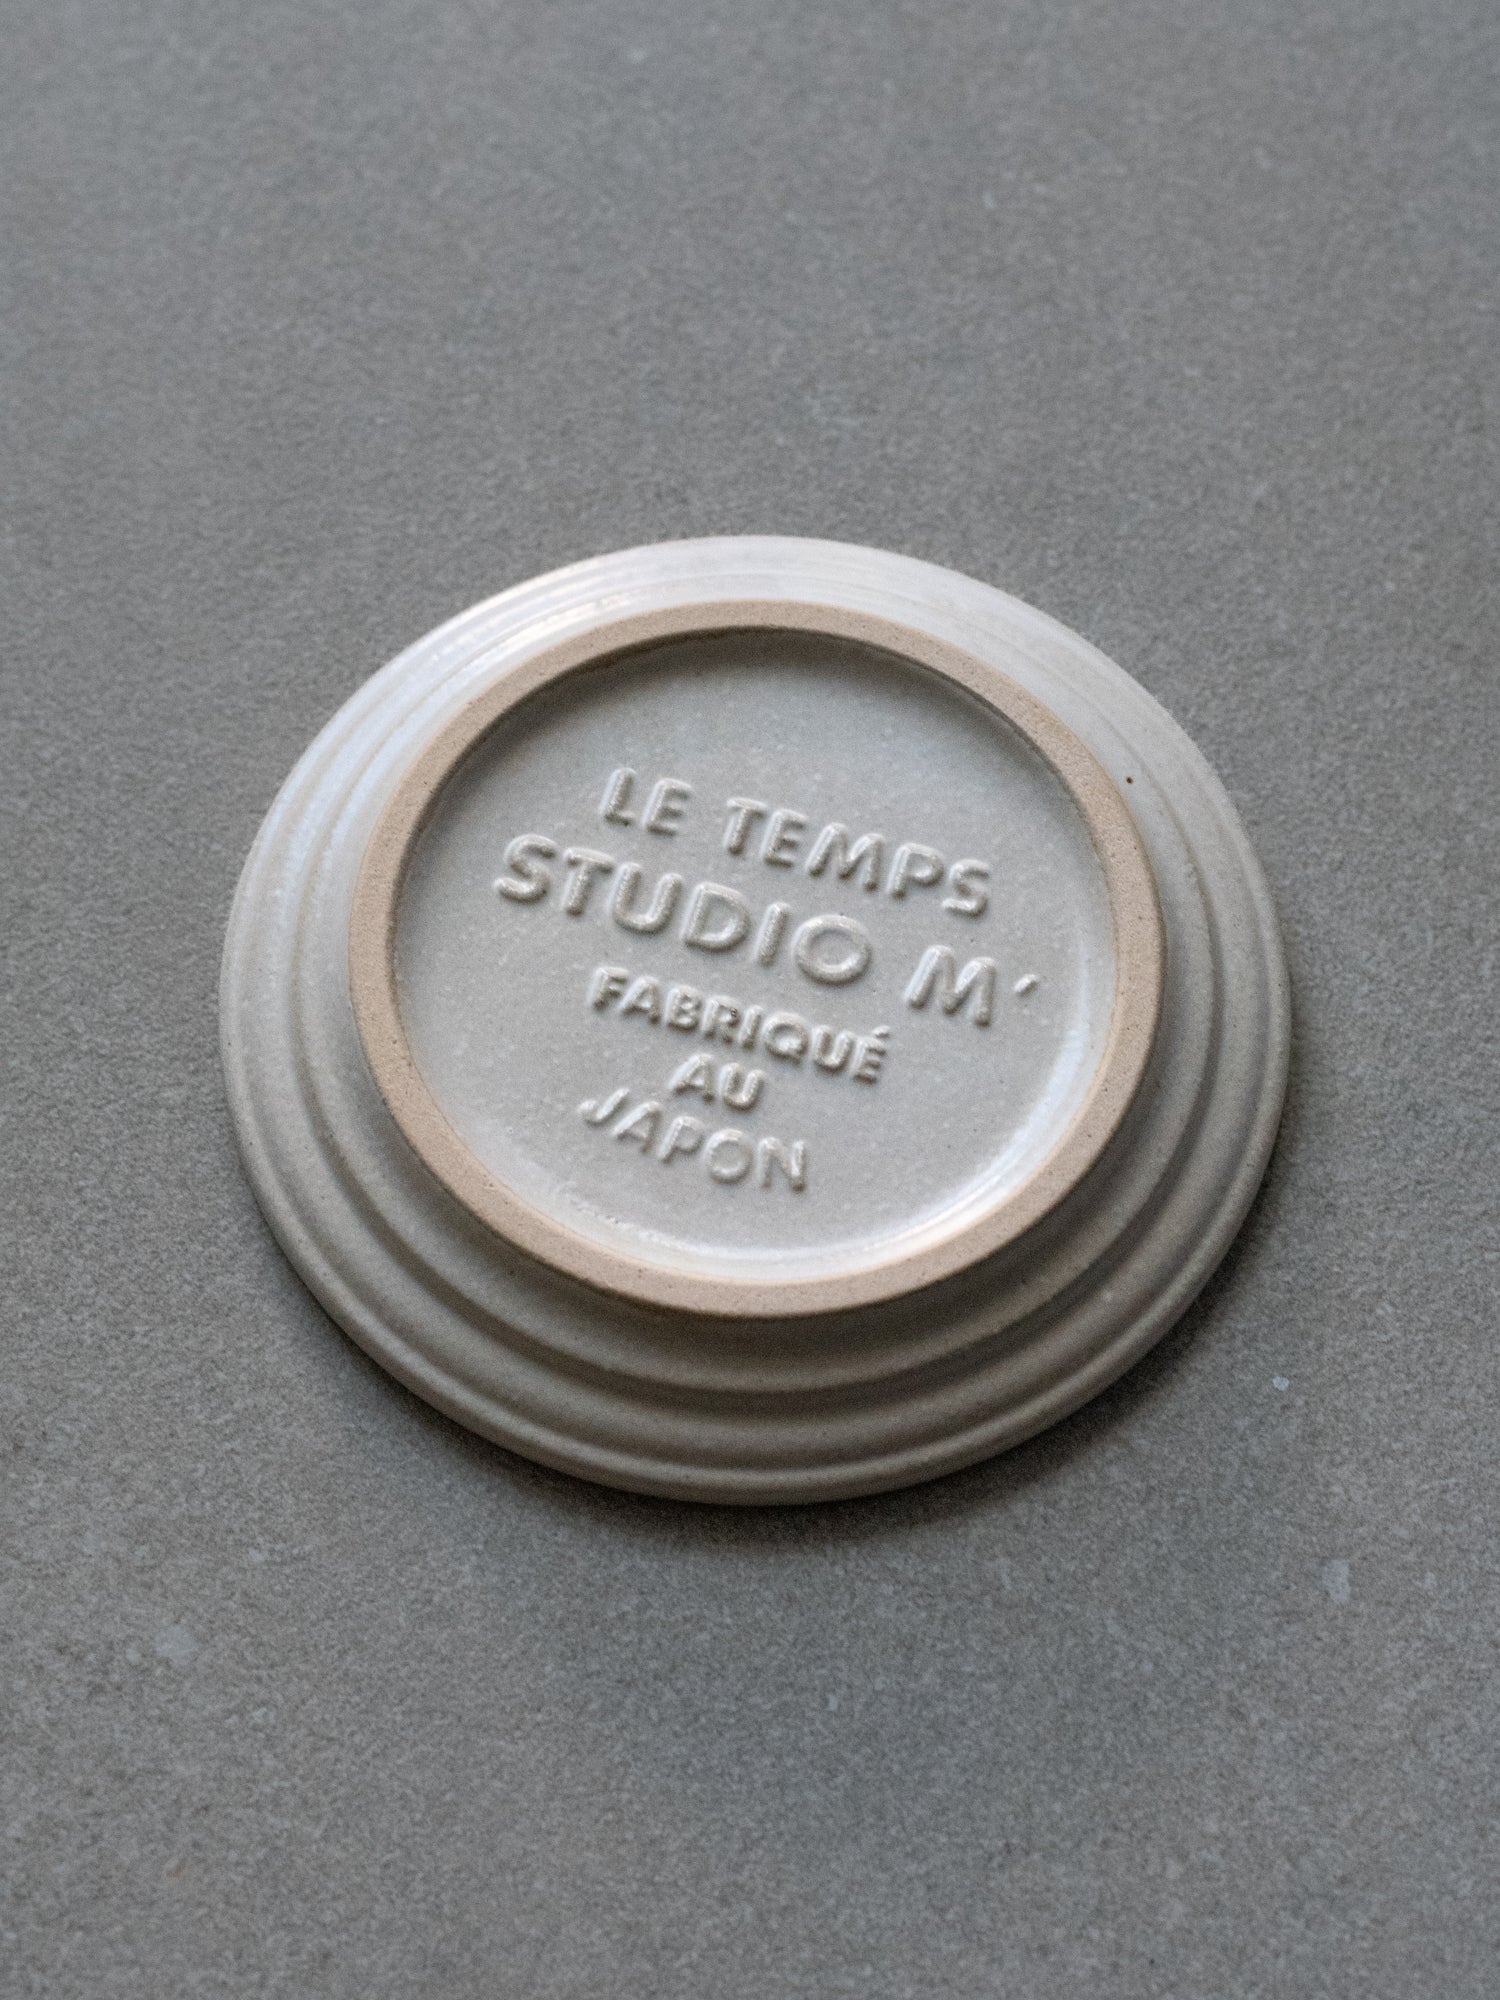 LE TEMPS
STUDIO M´
FABRIQUÉ
AU
JAPON